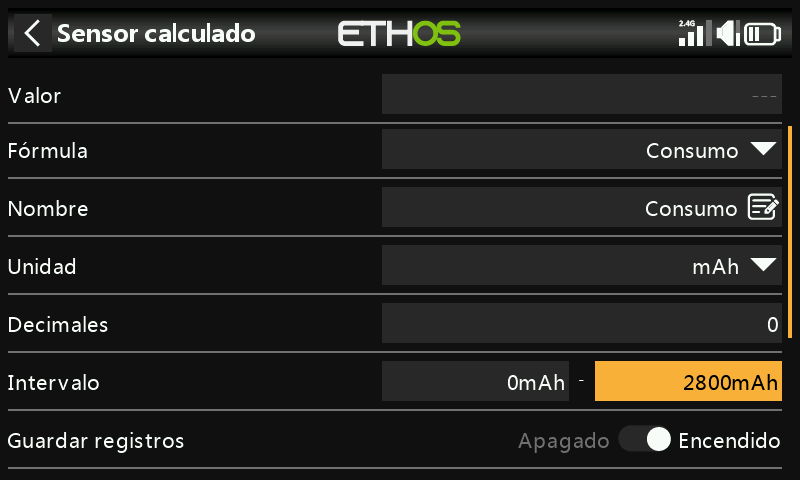 Sensor calculado
ETHOS
2.4G
Valor ---
Fórmula Consumo
Nombre Consumo
Unidad mAh
Decimales 0
Intervalo 0mAh - 2800mAh
Guardar registros Apagado Encendido